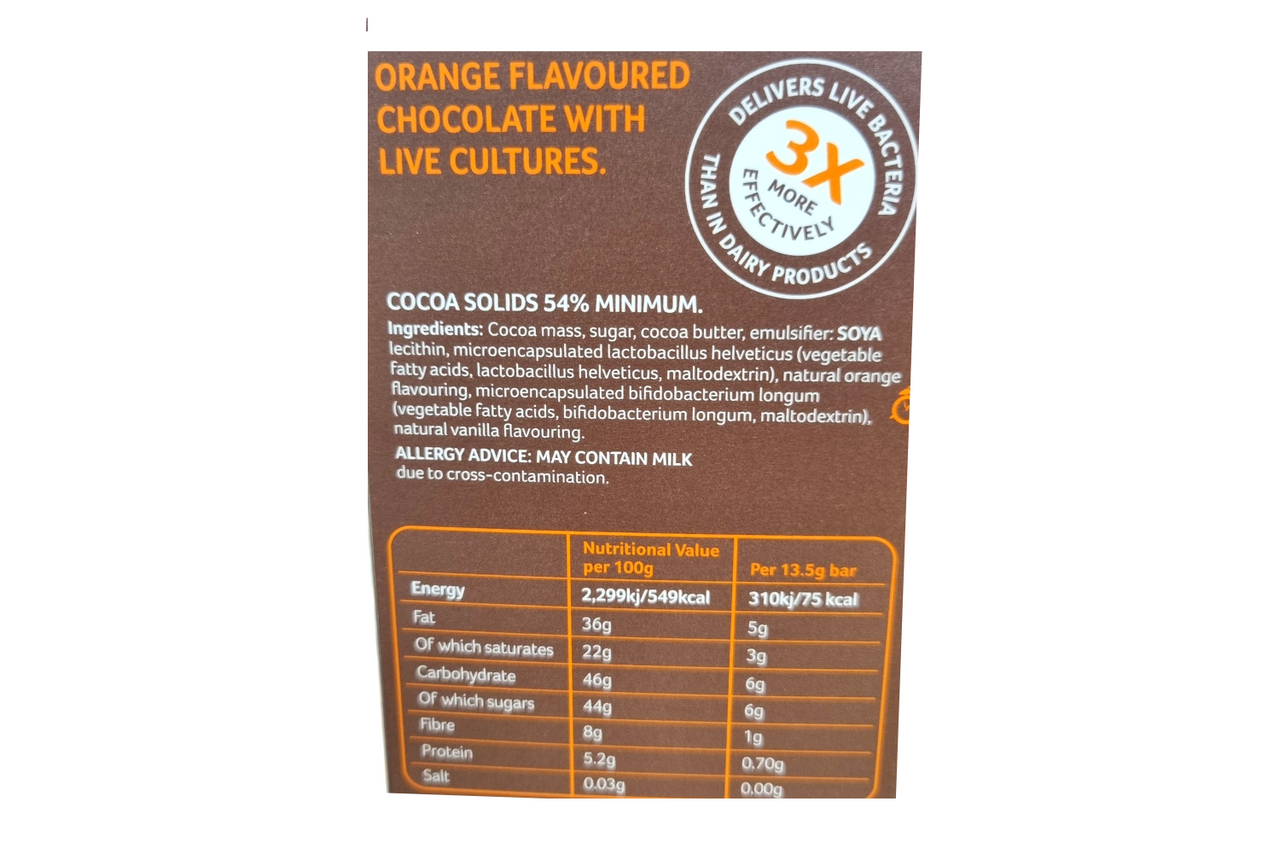 ORANGE FLAVOURED
CHOCOLATE WITH
LIVE CULTURES.
DELIVERS LIVE BACTERIA
3X
MORE
EFFECTIVELY
THAN IN DAIRY PRODUCTS
COCOA SOLIDS 54% MINIMUM.
Ingredients: Cocoa mass, sugar, cocoa butter, emulsifier: SOYA
lecithin, microencapsulated lactobacillus helveticus (vegetable
fatty acids, lactobacillus helveticus, maltodextrin), natural orange
flavouring, microencapsulated bifidobacterium longum
(vegetable fatty acids, bifidobacterium longum, maltodextrin),
natural vanilla flavouring.
ALLERGY ADVICE: MAY CONTAIN MILK
due to cross-contamination.
Nutritional Value
per 100g Per 13.5g bar
Energy 2,299kj/549kcal 310kj/75 kcal
Fat 36g 5g
Of which saturates 22g 3g
Carbohydrate 46g 6g
Of which sugars 44g 6g
Fibre 8g 1g
Protein 5.2g 0.70g
Salt 0.03g 0.00g